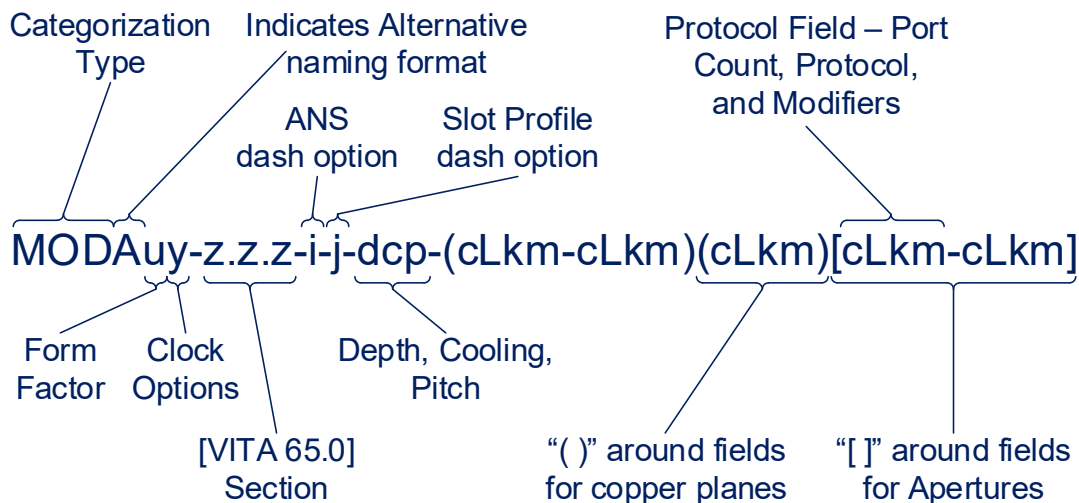 Categorization
Type
Indicates Alternative
naming format
Protocol Field – Port
Count, Protocol,
and Modifiers
ANS
dash option
Slot Profile
dash option
MODAuy-z.z.z-i-j-dcp-(cLkm-cLkm)(cLkm)[cLkm-cLkm]
Form
Factor
Clock
Options
Depth, Cooling,
Pitch
[VITA 65.0]
Section
“( )” around fields
for copper planes
“[ ]” around fields
for Apertures